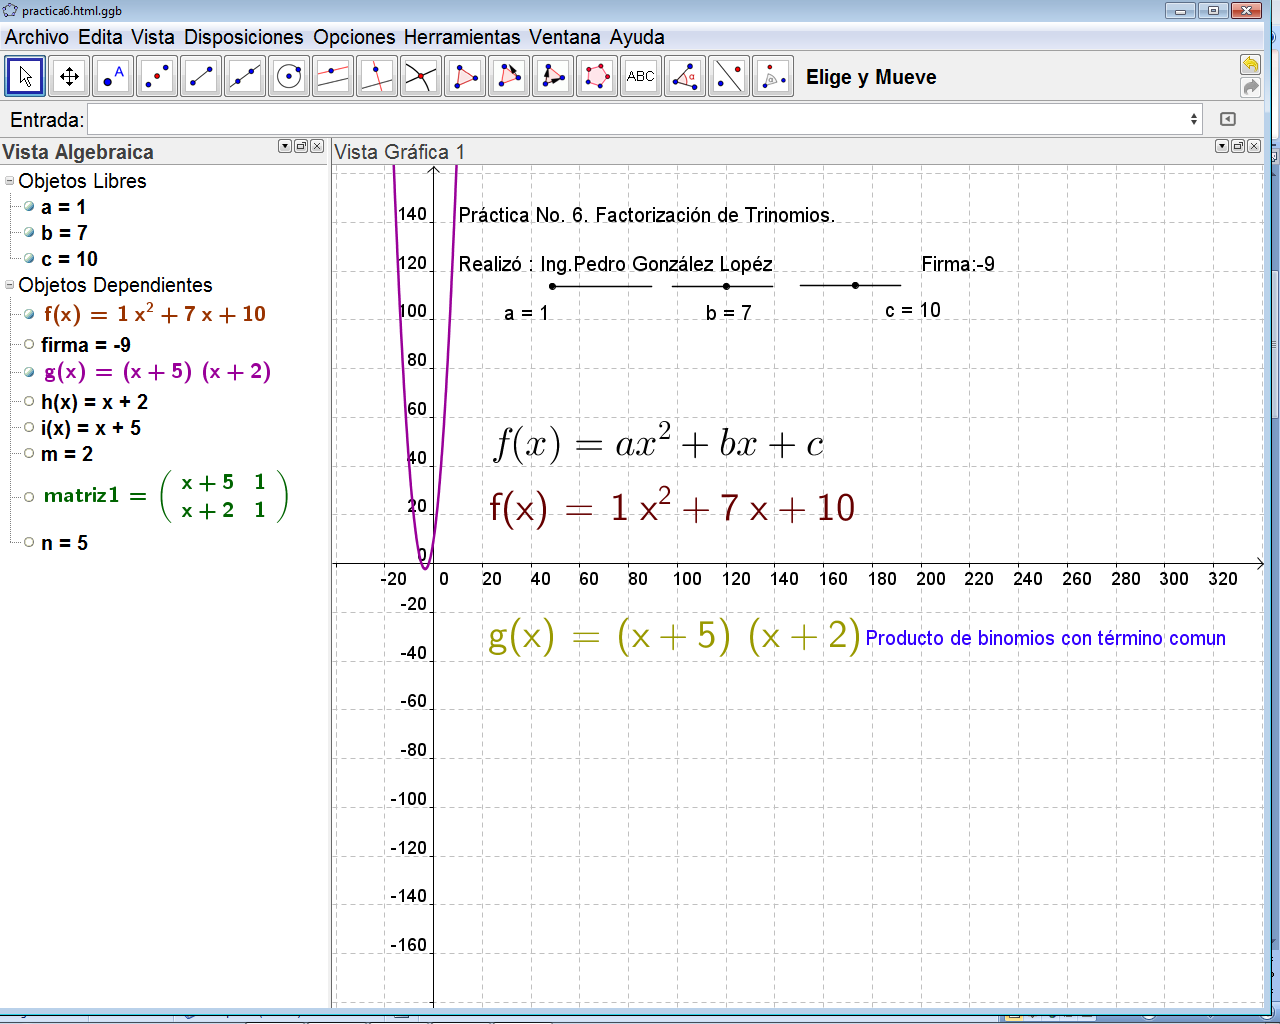 practica6.html.ggb
Archivo Edita Vista Disposiciones Opciones Herramientas Ventana Ayuda
A
ABC
α
α
Elige y Mueve
Entrada:
Vista Algebraica
Vista Gráfica 1
Objetos Libres
a = 1
b = 7
c = 10
Objetos Dependientes
f(x) = 1 x² + 7 x + 10
firma = -9
g(x) = (x + 5) (x + 2)
h(x) = x + 2
i(x) = x + 5
m = 2
matriz1 = ( x + 5 1
x + 2 1 )
n = 5
Práctica No. 6. Factorización de Trinomios.
Realizó : Ing.Pedro González Lopéz
Firma:-9
a = 1
b = 7
c = 10
f(x) = ax² + bx + c
f(x) = 1 x² + 7 x + 10
g(x) = (x + 5) (x + 2)
Producto de binomios con término comun
140
120
100
80
60
40
20
0
-20 0 20 40 60 80 100 120 140 160 180 200 220 240 260 280 300 320
-20
-40
-60
-80
-100
-120
-140
-160